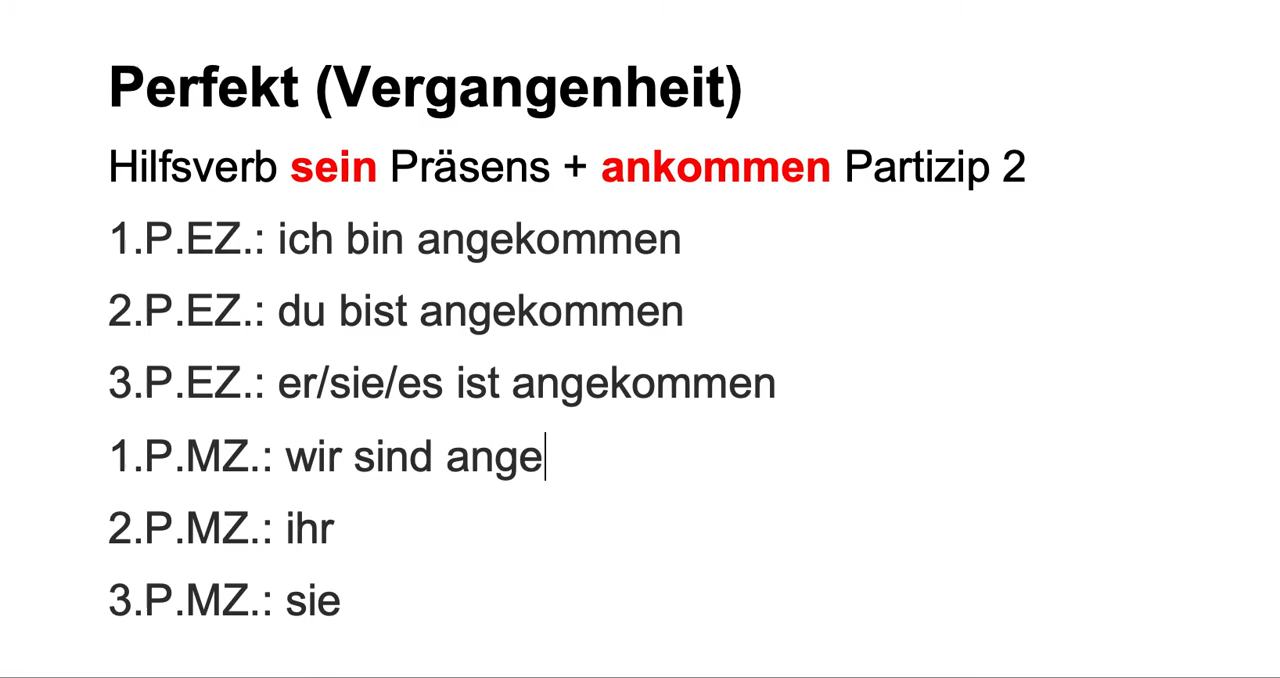 Perfekt (Vergangenheit)
Hilfsverb sein Präsens + ankommen Partizip 2
1.P.EZ.: ich bin angekommen
2.P.EZ.: du bist angekommen
3.P.EZ.: er/sie/es ist angekommen
1.P.MZ.: wir sind ange
2.P.MZ.: ihr
3.P.MZ.: sie